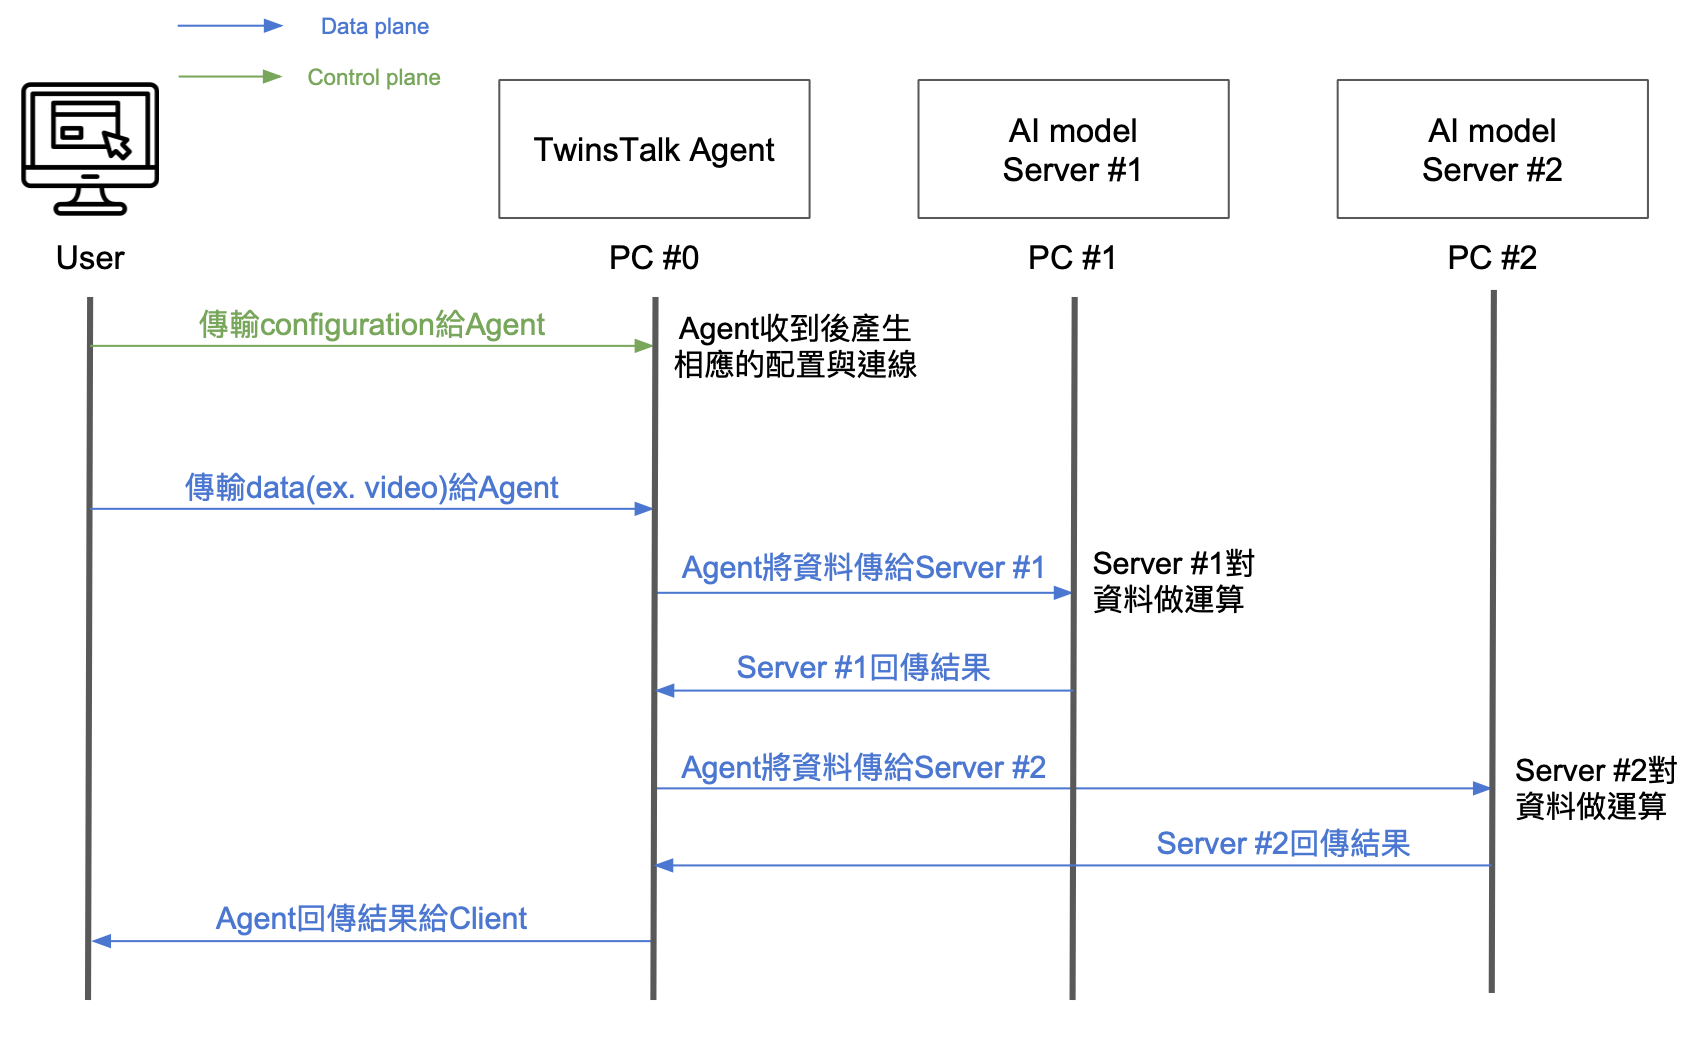 Data plane
Control plane
TwinsTalk Agent
AI model
Server #1
AI model
Server #2
User
PC #0
PC #1
PC #2
傳輸configuration給Agent
Agent收到後產生
相應的配置與連線
傳輸data(ex. video)給Agent
Agent將資料傳給Server #1
Server #1對
資料做運算
Server #1回傳結果
Agent將資料傳給Server #2
Server #2對
資料做運算
Server #2回傳結果
Agent回傳結果給Client